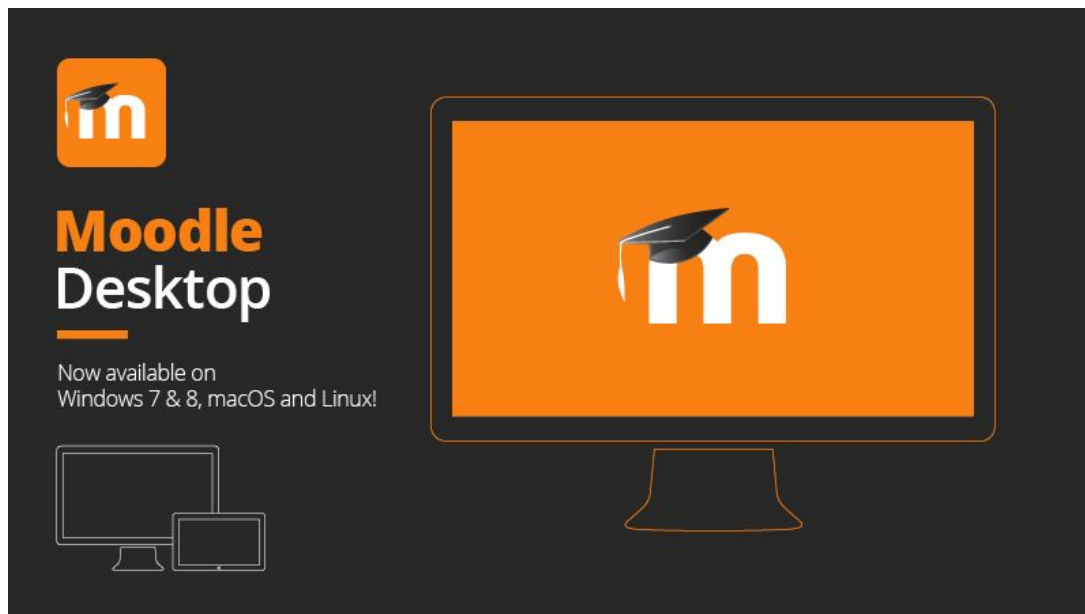 m
Moodle
Desktop
Now available on
Windows 7 & 8, macOS and Linux!
m